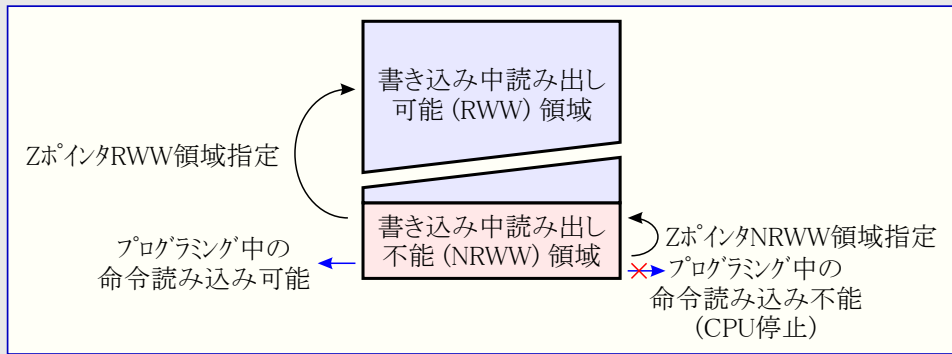 書き込み中読み出し
可能 (RWW) 領域
ZﾎﾟｲﾝﾀRWW領域指定
書き込み中読み出し
不能 (NRWW) 領域
ZﾎﾟｲﾝﾀNRWW領域指定
ﾌﾟﾛｸﾞﾗﾐﾝｸﾞ中の
命令読み込み可能
ﾌﾟﾛｸﾞﾗﾐﾝｸﾞ中の
命令読み込み不能
(CPU停止)